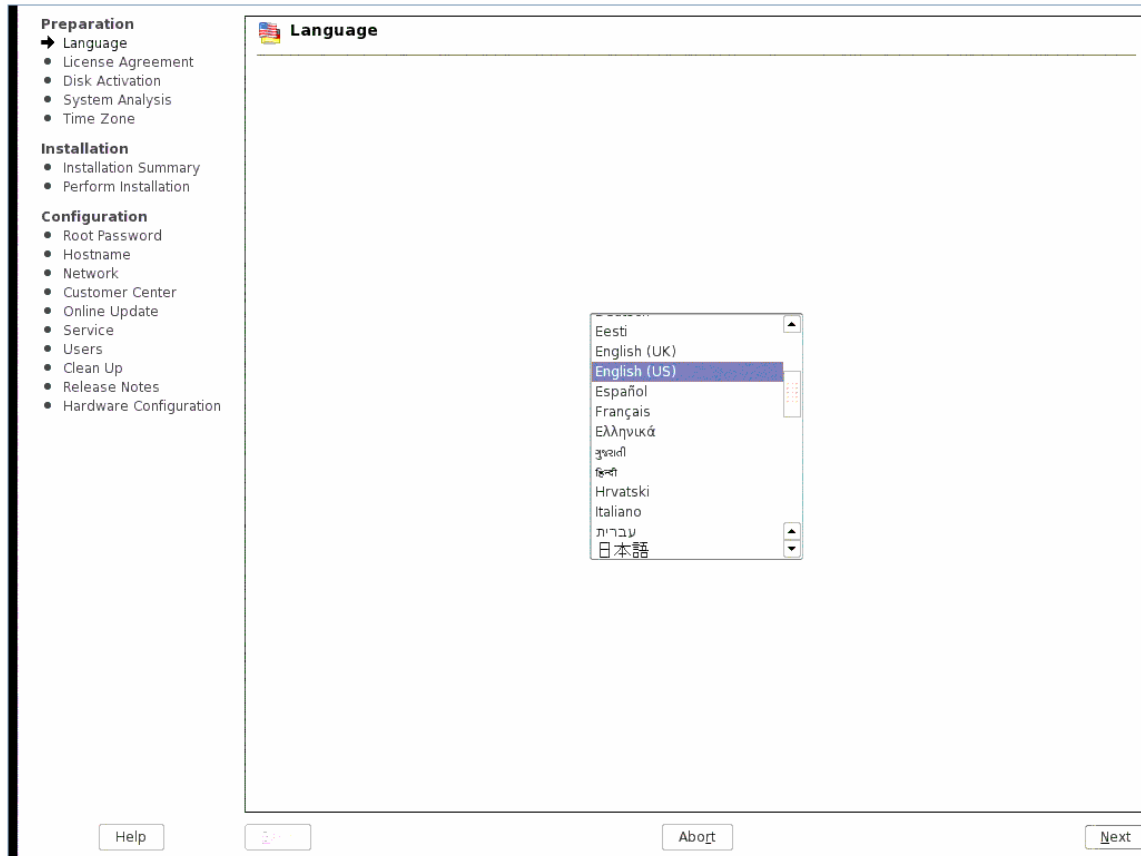 Preparation
Language
License Agreement
Disk Activation
System Analysis
Time Zone
Installation
Installation Summary
Perform Installation
Configuration
Root Password
Hostname
Network
Customer Center
Online Update
Service
Users
Clean Up
Release Notes
Hardware Configuration
Language
Eesti
English (UK)
English (US)
Español
Français
Ελληνικά
ગુજરાતી
हिन्दी
Hrvatski
Italiano
עברית
日本語
Help
Abort
Next